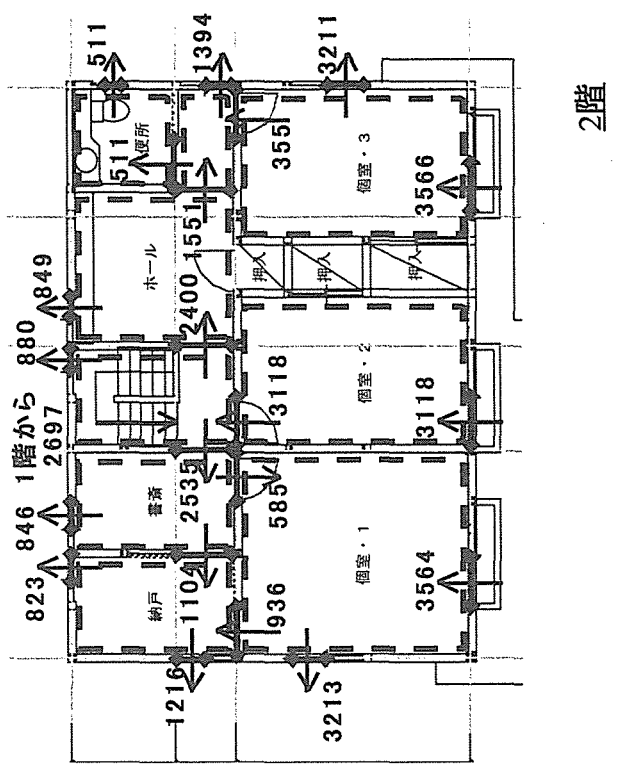 511
1394
3211
便所
511
355
個室・3
3566
2階
849
ホール
1551
押入
押入
押入
880
2400
1階から
2697
3118
個室・2
3118
846
書斎
2535
585
823
納戸
1104
936
個室・1
3564
1216
3213